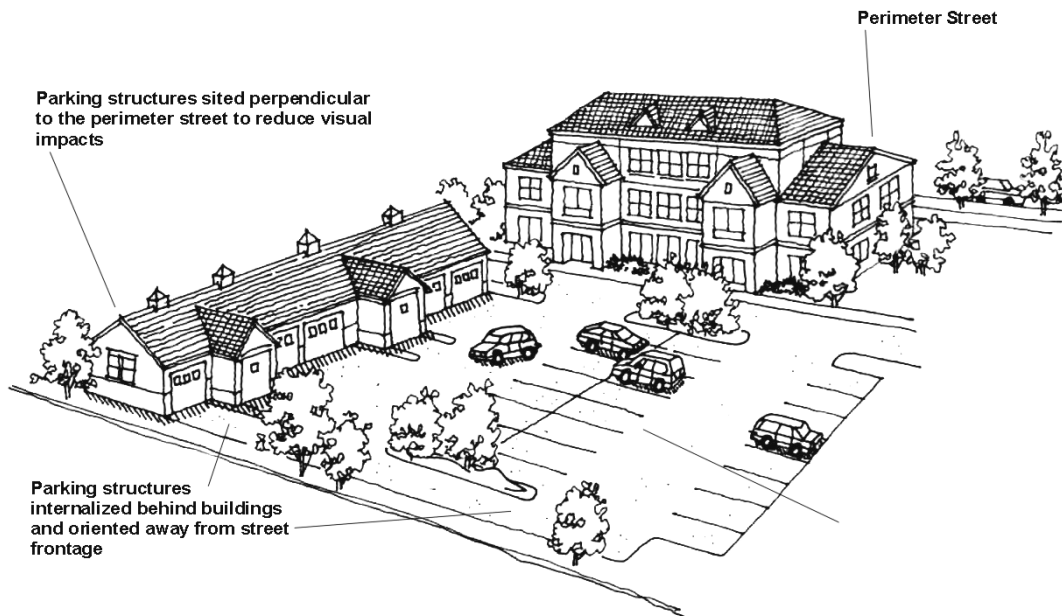 Perimeter Street
Parking structures sited perpendicular
to the perimeter street to reduce visual
impacts
Parking structures
internalized behind buildings
and oriented away from street
frontage